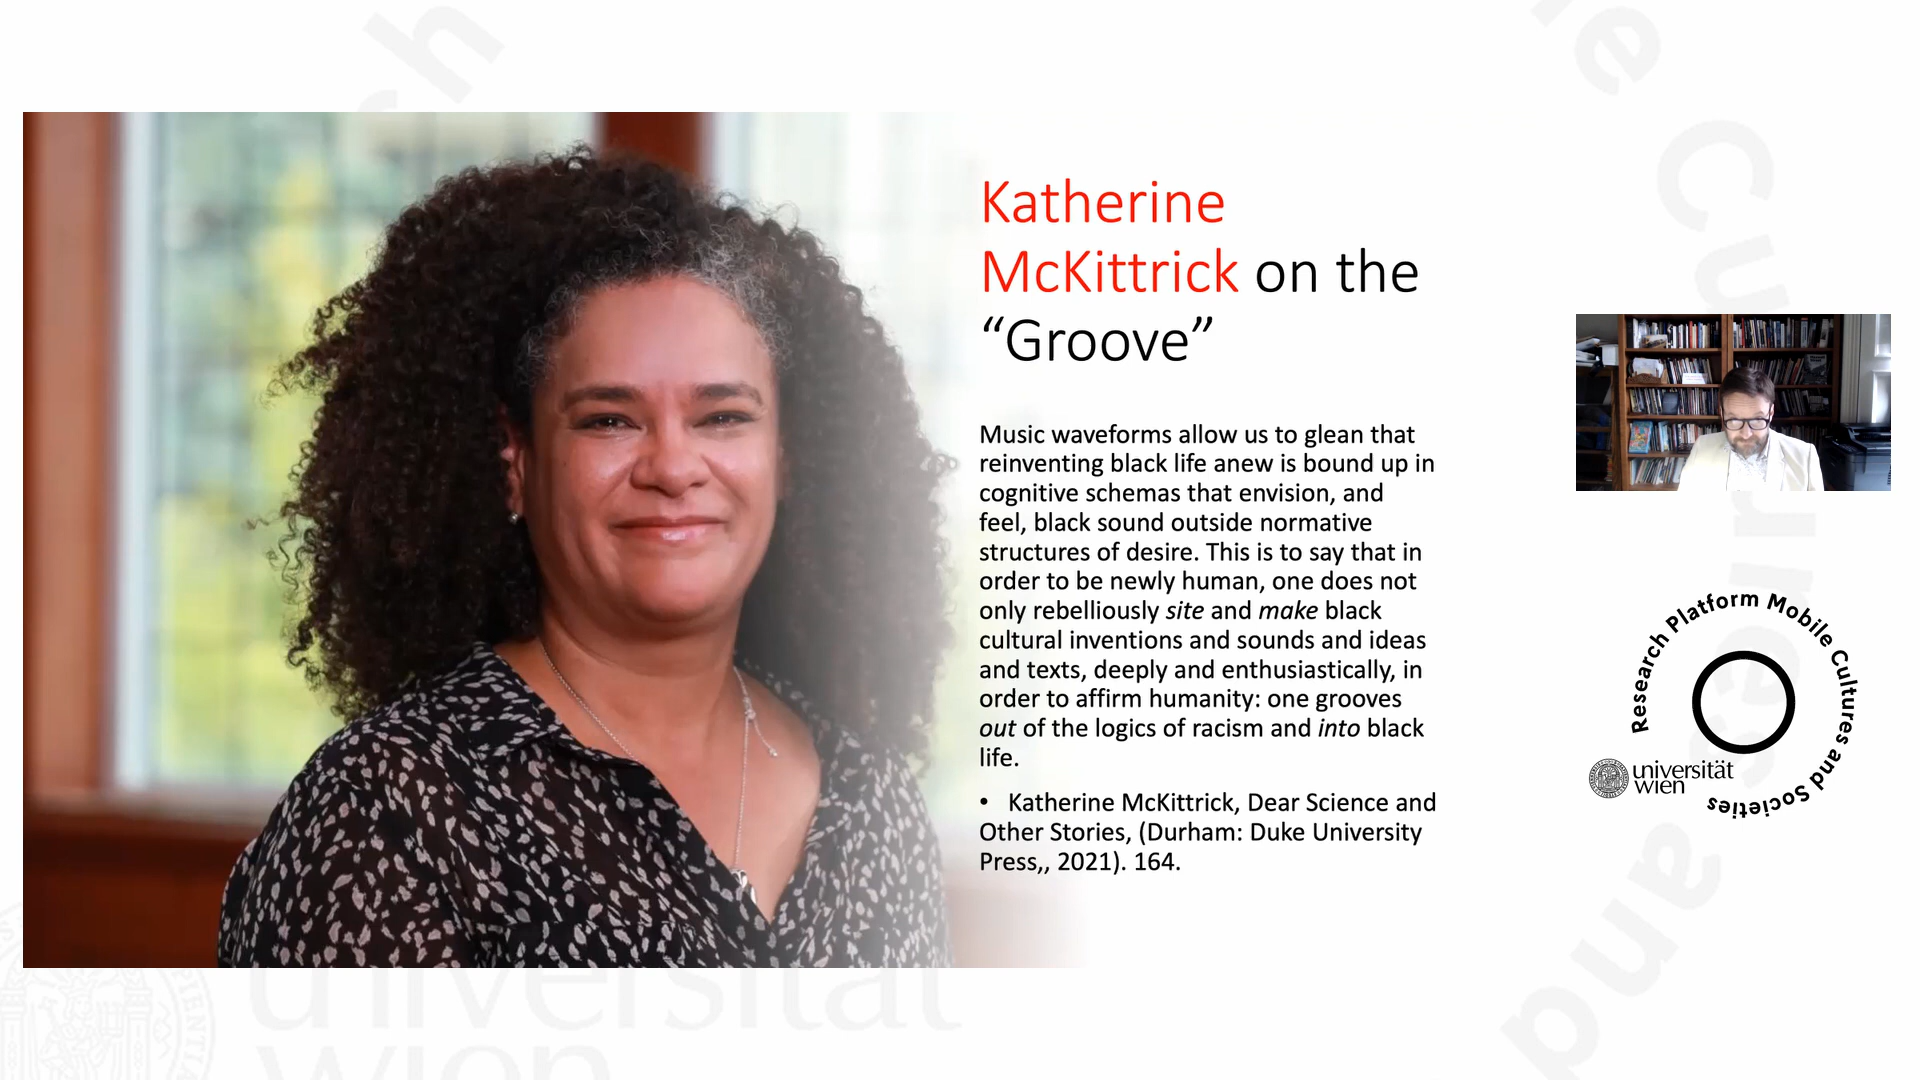 Katherine
McKittrick on the
“Groove”
Music waveforms allow us to glean that
reinventing black life anew is bound up in
cognitive schemas that envision, and
feel, black sound outside normative
structures of desire. This is to say that in
order to be newly human, one does not
only rebelliously site and make black
cultural inventions and sounds and ideas
and texts, deeply and enthusiastically, in
order to affirm humanity: one grooves
out of the logics of racism and into black
life.
• Katherine McKittrick, Dear Science and
Other Stories, (Durham: Duke University
Press,, 2021). 164.
Research Platform Mobile Cultures and Societies
universität
wien
universität
wien